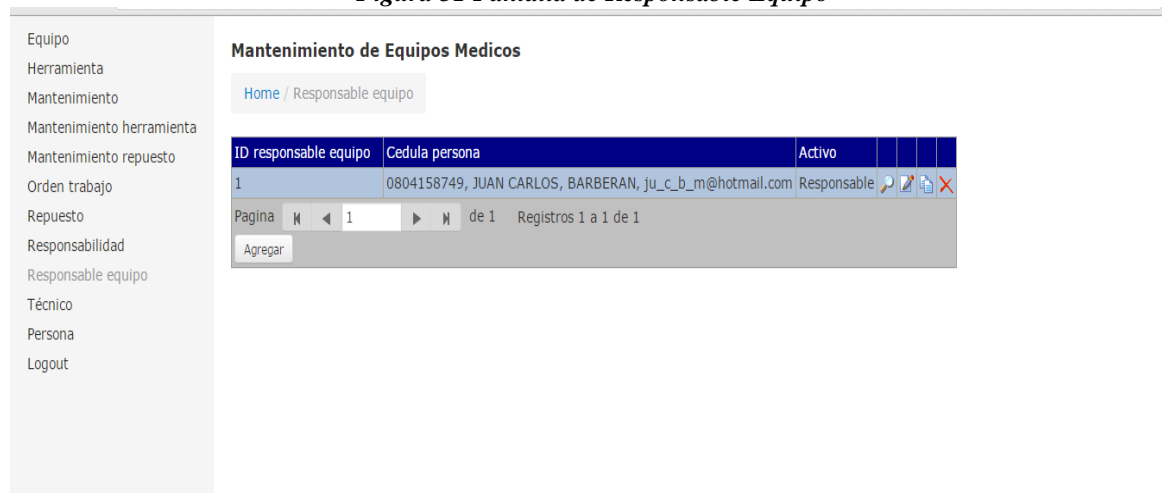 Equipo
Herramienta
Mantenimiento
Mantenimiento herramienta
Mantenimiento repuesto
Orden trabajo
Repuesto
Responsabilidad
Responsable equipo
Técnico
Persona
Logout
Mantenimiento de Equipos Medicos
Home / Responsable equipo
ID responsable equipo Cedula persona Activo
1 0804158749, JUAN CARLOS, BARBERAN, ju_c_b_m@hotmail.com Responsable
Pagina 1 de 1 Registros 1 a 1 de 1
Agregar